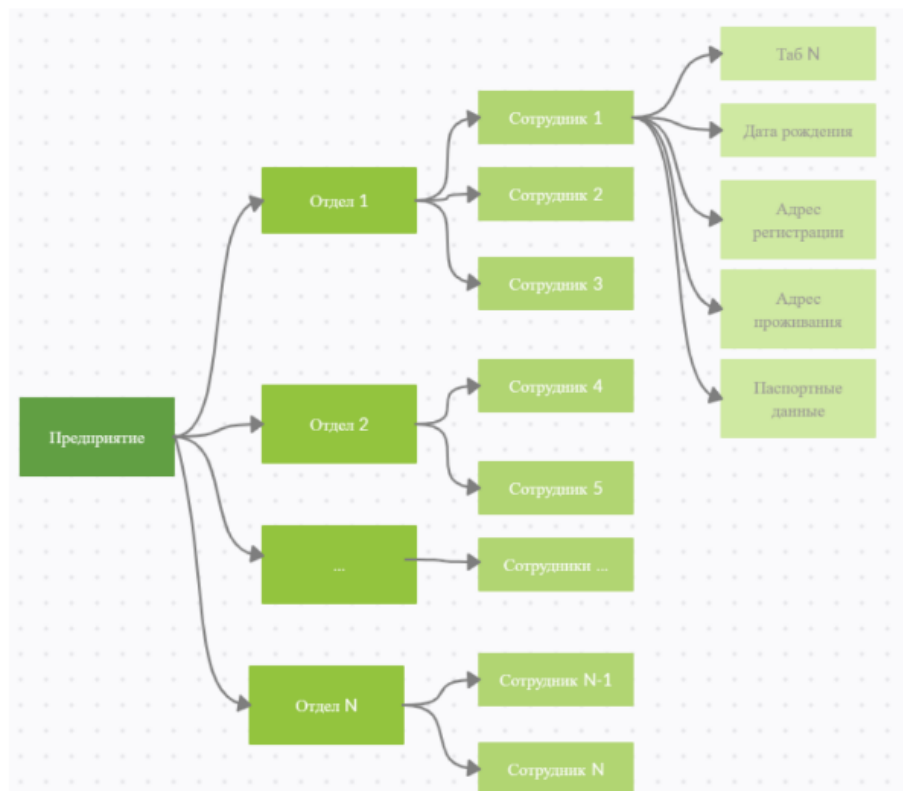 Таб N
Сотрудник 1
Дата рождения
Отдел 1
Сотрудник 2
Адрес
регистрации
Сотрудник 3
Адрес
проживания
Сотрудник 4
Паспортные
данные
Предприятие
Отдел 2
Сотрудник 5
...
Сотрудники ...
Отдел N
Сотрудник N-1
Сотрудник N